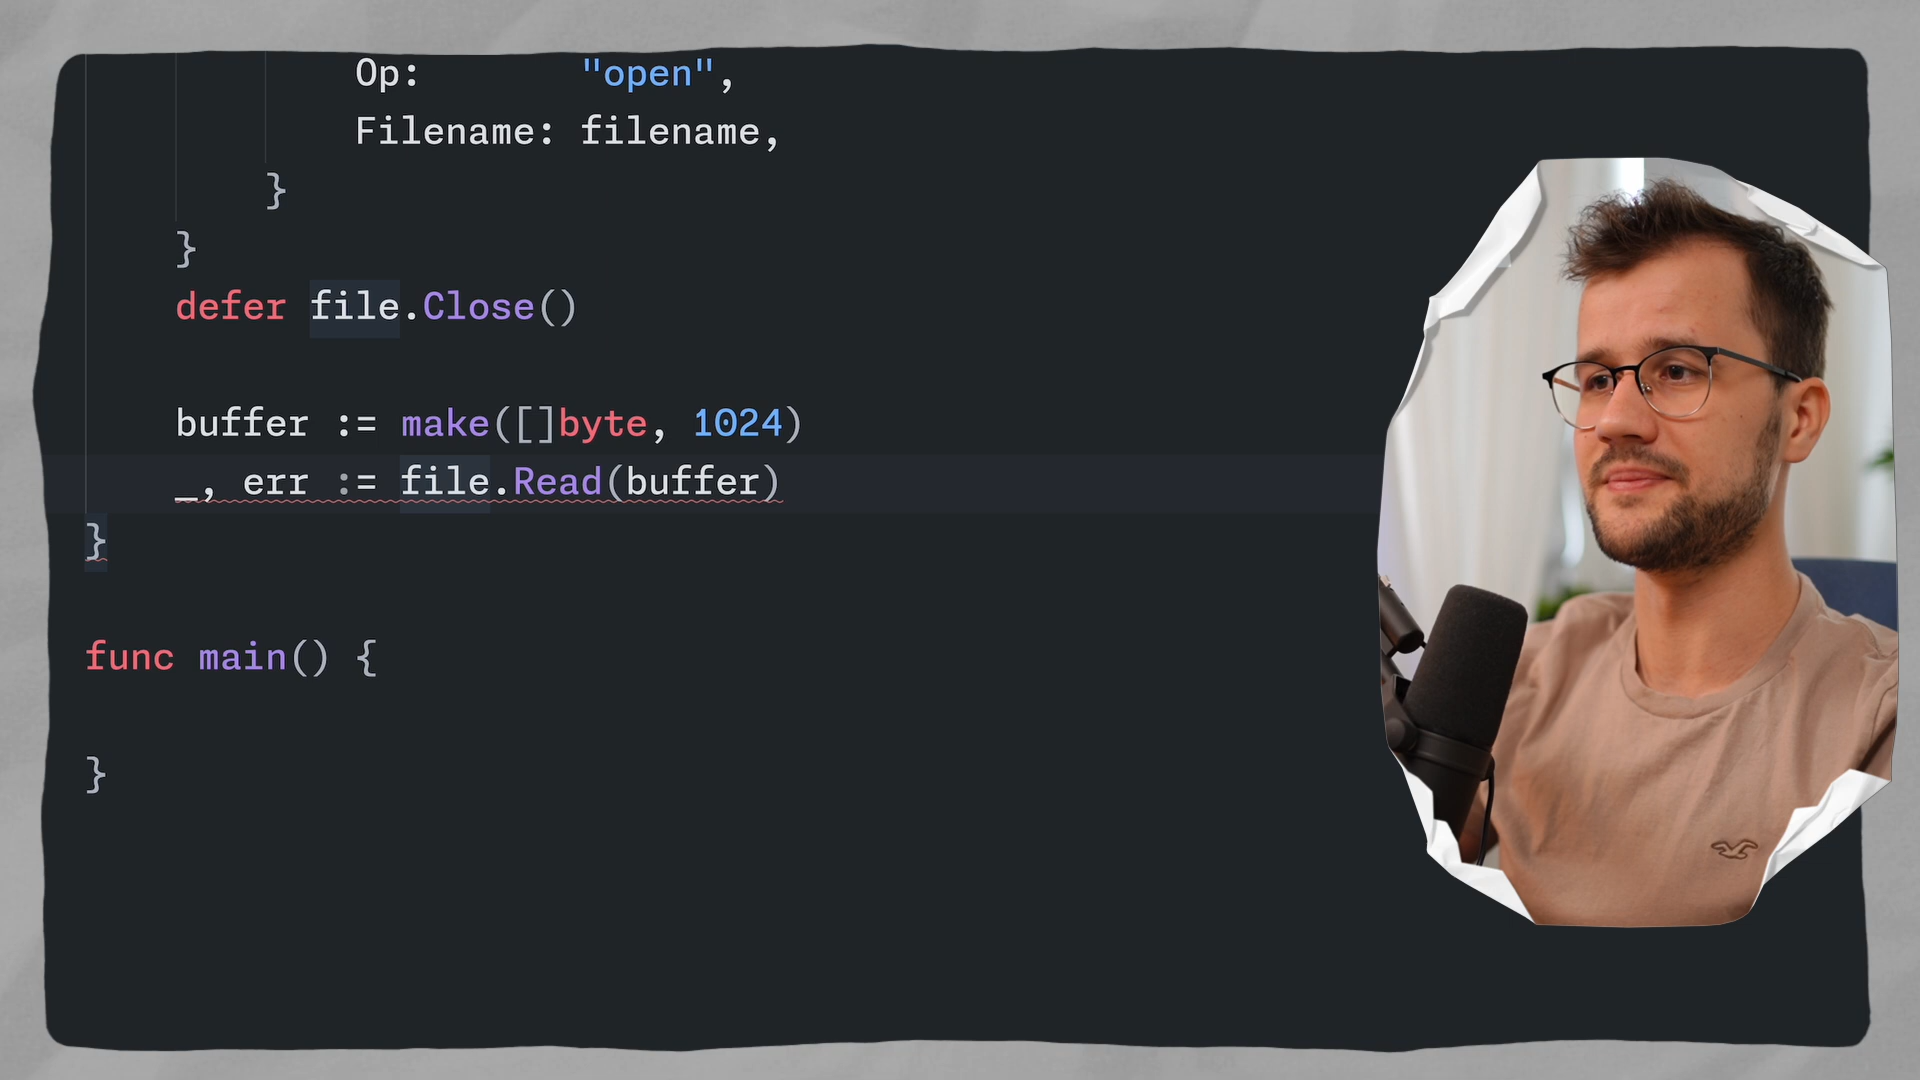 Op: "open",
Filename: filename,
}
}
defer file.Close()
buffer := make([]byte, 1024)
_, err := file.Read(buffer)
}
func main() {
}